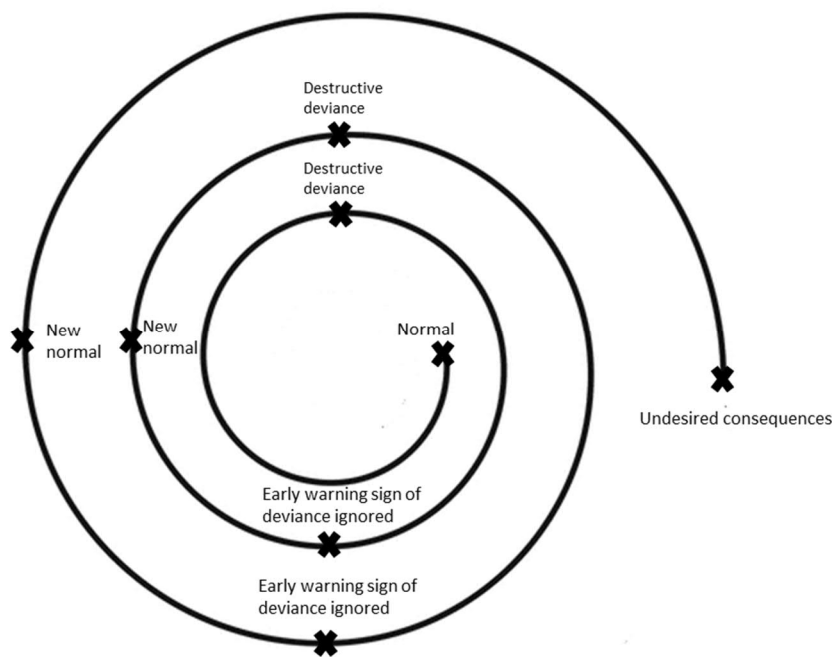 Destructive
deviance
Destructive
deviance
New
normal
New
normal
Normal
Undesired consequences
Early warning sign of
deviance ignored
Early warning sign of
deviance ignored